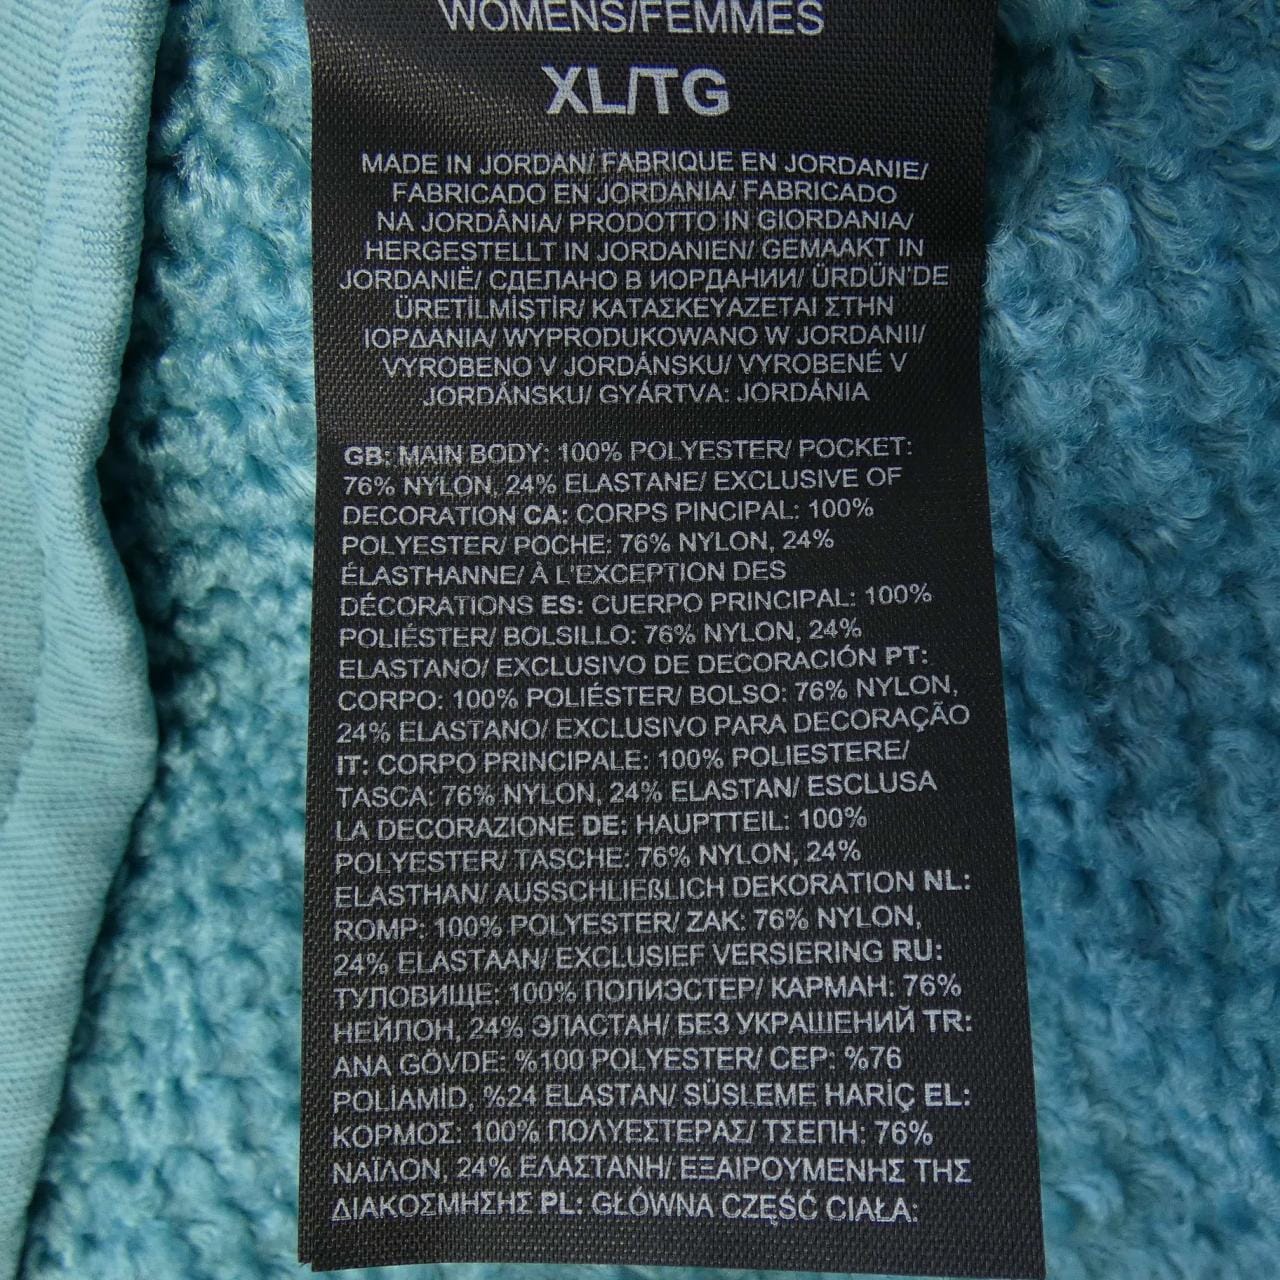 WOMENS/FEMMES
XL/TG
MADE IN JORDAN/ FABRIQUE EN JORDANIE/
FABRICADO EN JORDANIA/ FABRICADO
NA JORDÂNIA/ PRODOTTO IN GIORDANIA/
HERGESTELLT IN JORDANIEN/ GEMAAKT IN
JORDANIË/ СДЕЛАНО В ИОРДАНИИ/ ÜRDÜN'DE
ÜRETİLMİSTİR/ ΚΑΤΑΣΚΕΥΑΖΕΤΑΙ ΣΤΗΝ
ΙΟΡΔΑΝΙΑ/ WYPRODUKOWANO W JORDANII/
VYROBENO V JORDÁNSKU/ VYROBENÉ V
JORDÁNSKU/ GYÁRTVA: JORDÁNIA
GB: MAIN BODY: 100% POLYESTER/ POCKET:
76% NYLON, 24% ELASTANE/ EXCLUSIVE OF
DECORATION CA: CORPS PINCIPAL: 100%
POLYESTER/ POCHE: 76% NYLON, 24%
ÉLASTHANNE/ À L'EXCEPTION DES
DÉCORATIONS ES: CUERPO PRINCIPAL: 100%
POLIÉSTER/ BOLSILLO: 76% NYLON, 24%
ELASTANO/ EXCLUSIVO DE DECORACIÓN PT:
CORPO: 100% POLIÉSTER/ BOLSO: 76% NYLON,
24% ELASTANO/ EXCLUSIVO PARA DECORAÇÃO
IT: CORPO PRINCIPALE: 100% POLIESTERE/
TASCA: 76% NYLON, 24% ELASTAN/ ESCLUSA
LA DECORAZIONE DE: HAUPTTEIL: 100%
POLYESTER/ TASCHE: 76% NYLON, 24%
ELASTHAN/ AUSSCHLIEßLICH DEKORATION NL:
ROMP: 100% POLYESTER/ ZAK: 76% NYLON,
24% ELASTAAN/ EXCLUSIEF VERSIERING RU:
ТУЛОВИЩЕ: 100% ПОЛИЭСТЕР/ КАРМАН: 76%
НЕЙЛОН, 24% ЭЛАСТАН/ БЕЗ УКРАШЕНИЙ TR:
ANA GÖVDE: %100 POLYESTER/ CEP: %76
POLİAMİD, %24 ELASTAN/ SÜSLEME HARİÇ EL:
ΚΟΡΜΟΣ: 100% ΠΟΛΥΕΣΤΕΡΑΣ/ ΤΣΕΠΗ: 76%
ΝΑΪΛΟΝ, 24% ΕΛΑΣΤΑΝΗ/ ΕΞΑΙΡΟΥΜΕΝΗΣ ΤΗΣ
ΔΙΑΚΟΣΜΗΣΗΣ PL: GŁÓWNA CZĘŚĆ CIAŁA: